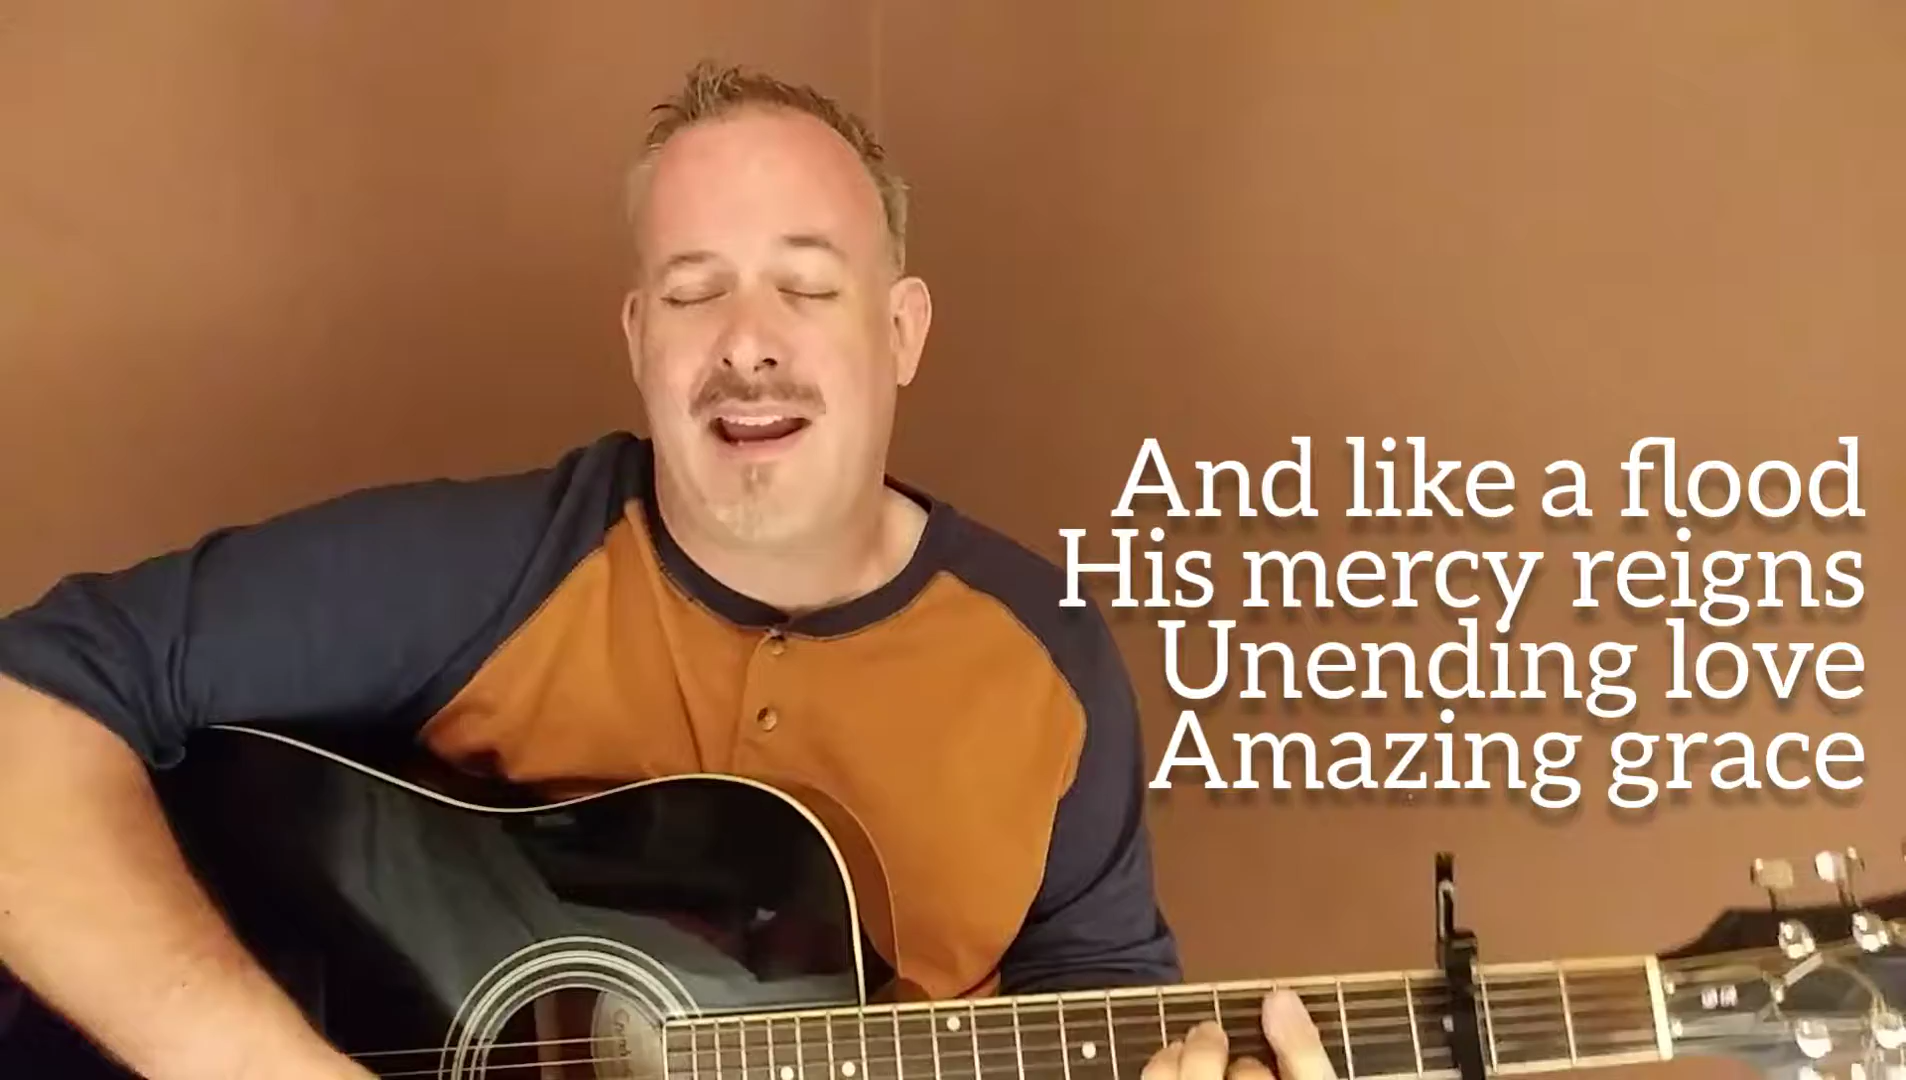 And like a flood
His mercy reigns
Unending love
Amazing grace